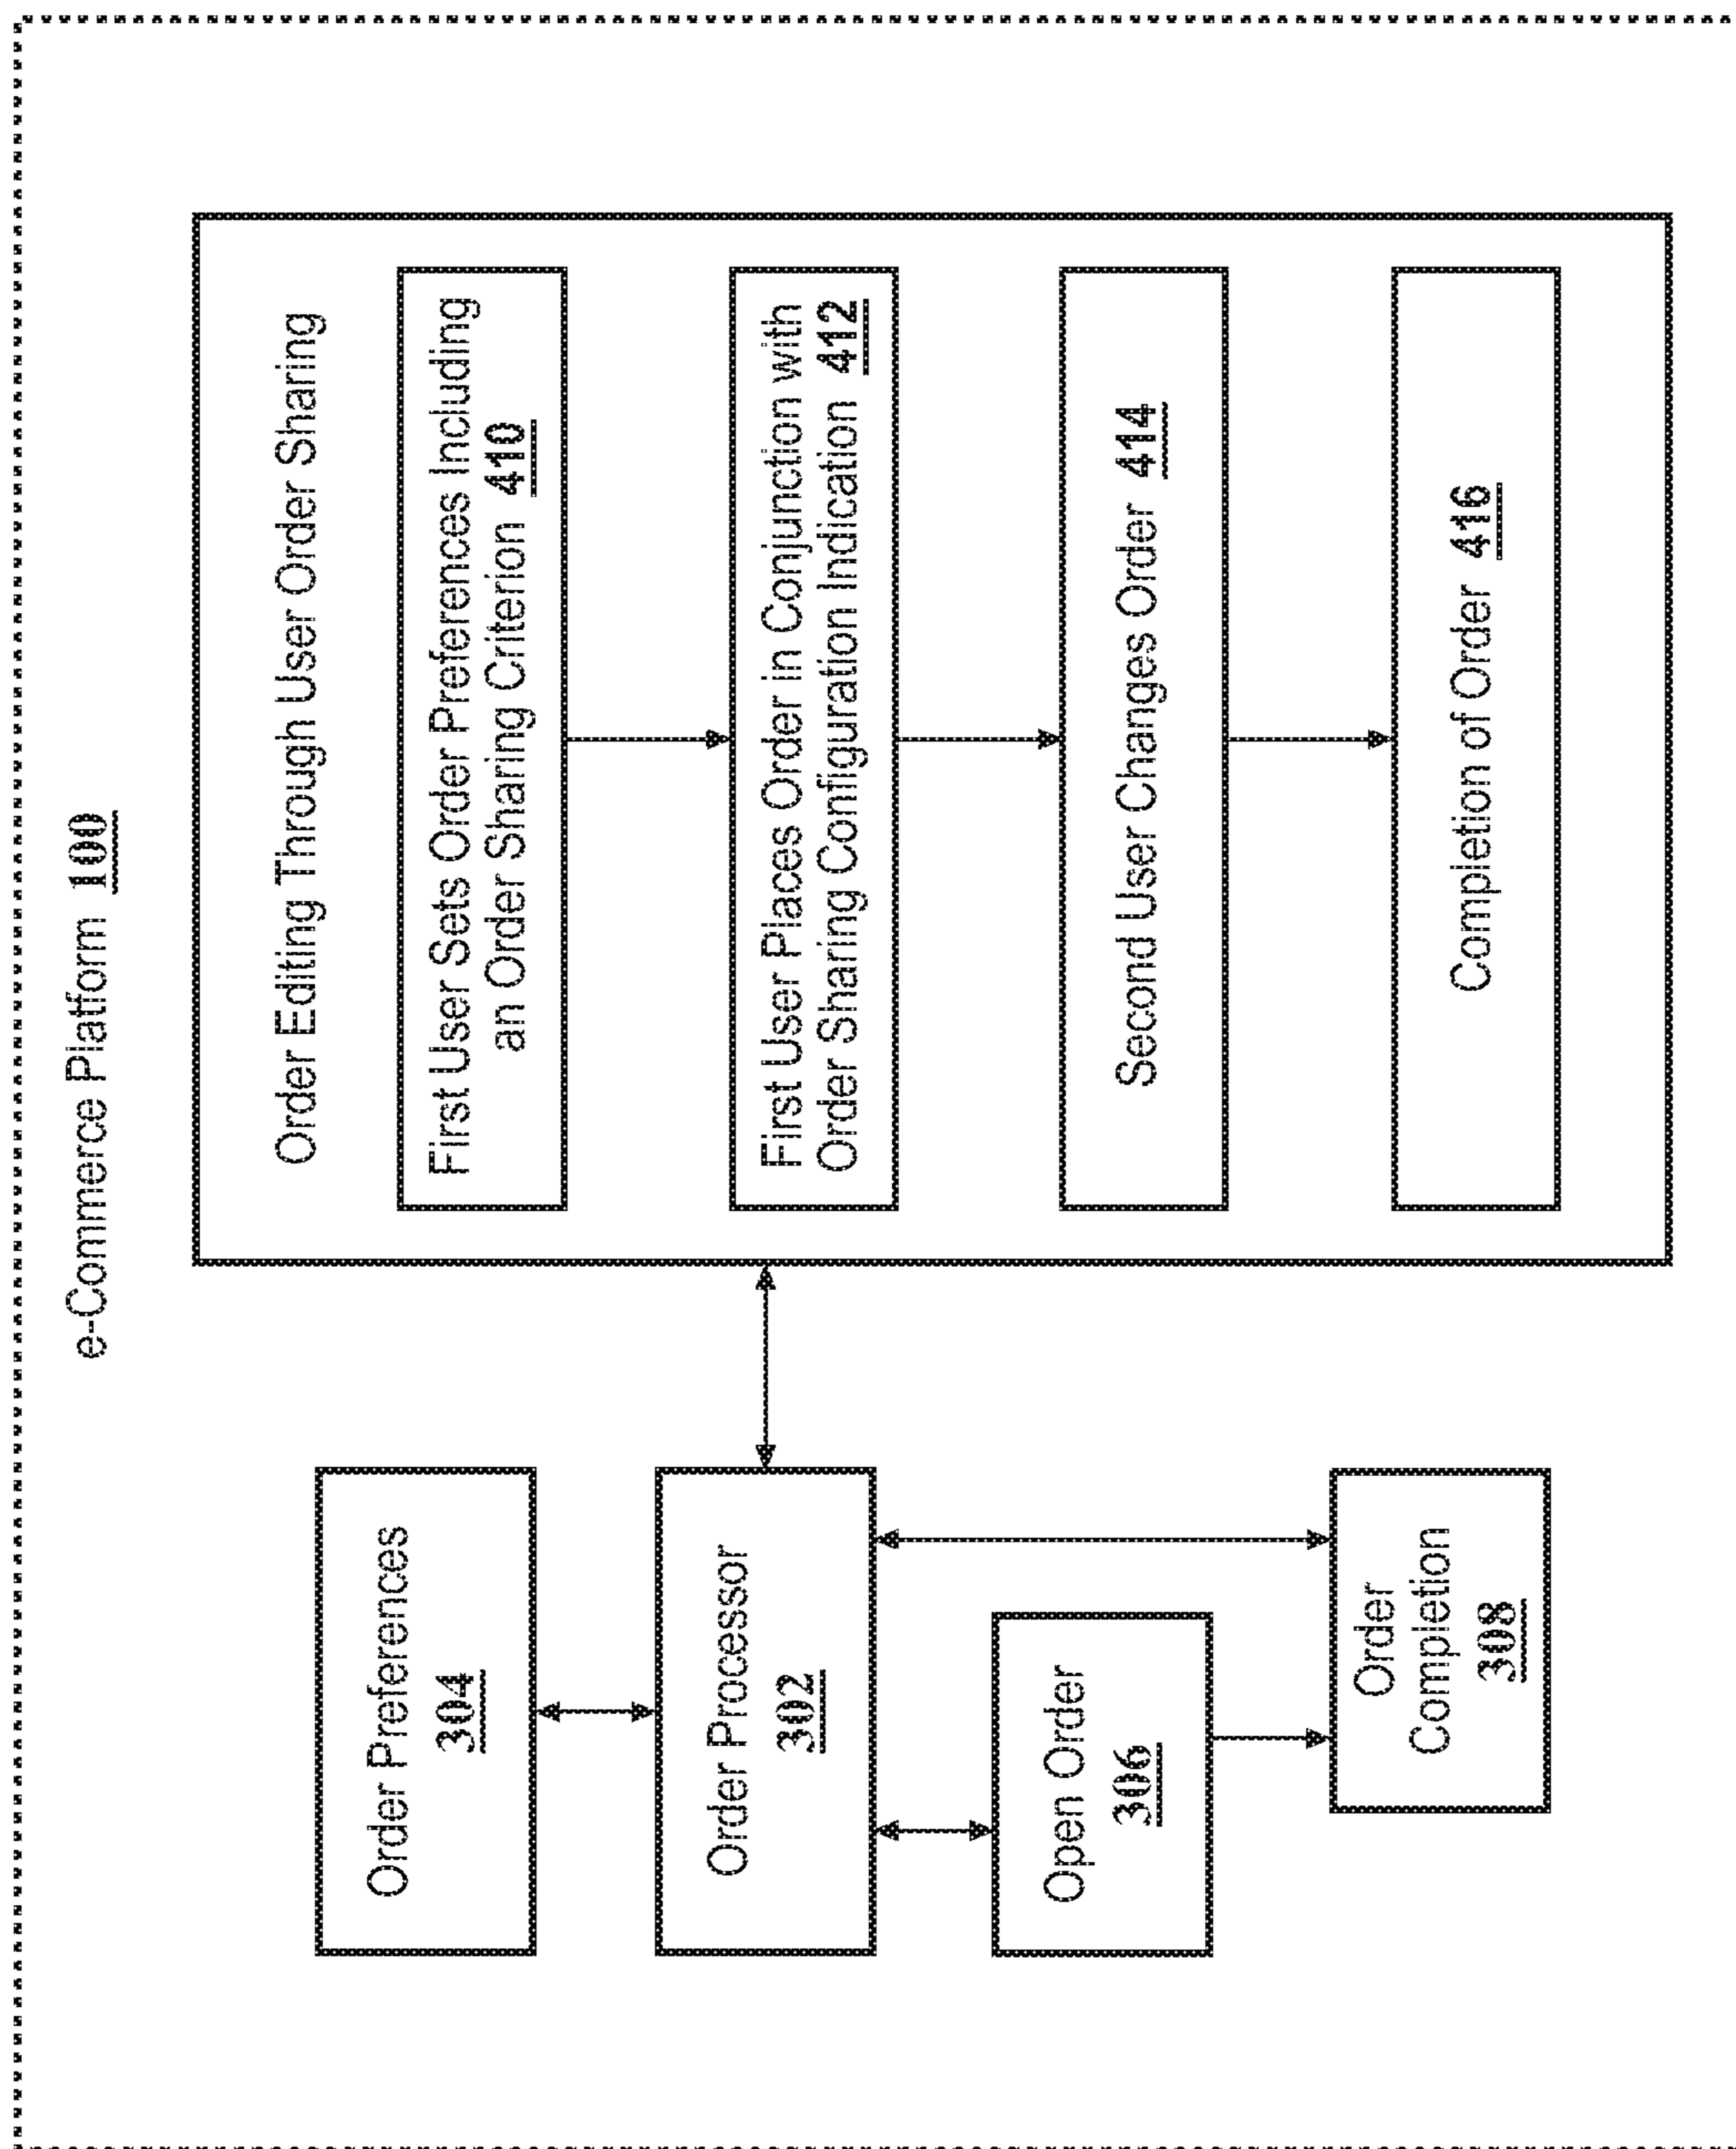 e-Commerce Platform 100
Order Preferences
304
Order Processor
302
Open Order
306
Order
Completion
308
Order Editing Through User Order Sharing
First User Sets Order Preferences Including
an Order Sharing Criterion 410
First User Places Order in Conjunction with
Order Sharing Configuration Indication 412
Second User Changes Order 414
Completion of Order 416